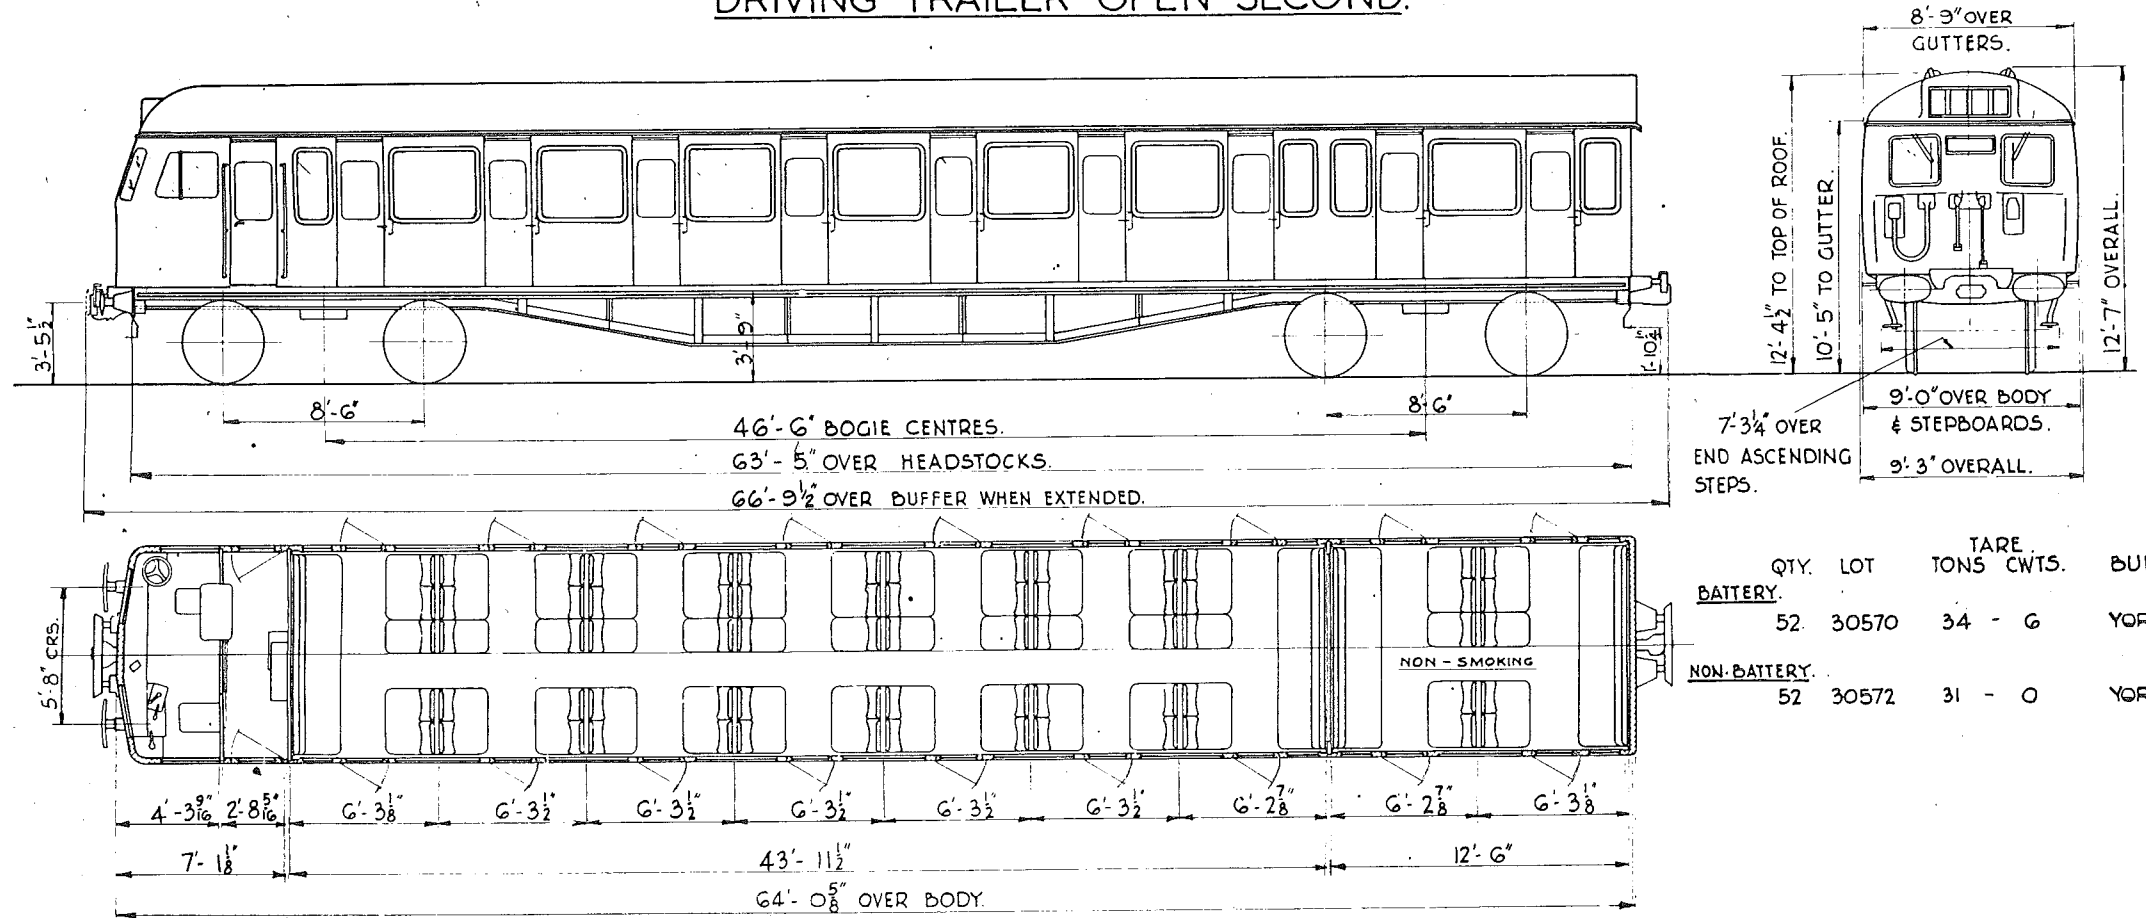 DRIVING TRAILER OPEN SECOND.
8'-9" OVER
GUTTERS.
12'-4½" TO TOP OF ROOF.
10'-5" TO GUTTER.
12'-7" OVERALL.
3'-5½"
3'-9"
1'-10½"
8'-6"
8'-6"
46'-6" BOGIE CENTRES.
63'-5" OVER HEADSTOCKS.
66'-9½" OVER BUFFER WHEN EXTENDED.
7'-3¼" OVER
END ASCENDING
STEPS.
9'-0" OVER BODY
& STEPBOARDS.
9'-3" OVERALL.
5'-8" CRS.
NON-SMOKING
TARE
QTY. LOT TONS CWTS.
BATTERY.
52. 30570 34 - 6
NON-BATTERY.
52 30572 31 - 0
4'-3 9/16" 2'-8 5/16" 6'-3⅛" 6'-3½" 6'-3½" 6'-3½" 6'-3½" 6'-3½" 6'-2⅞" 6'-2⅞" 6'-3⅛"
7'-1⅛" 43'-11½" 12'-6"
64'-0⅝" OVER BODY.